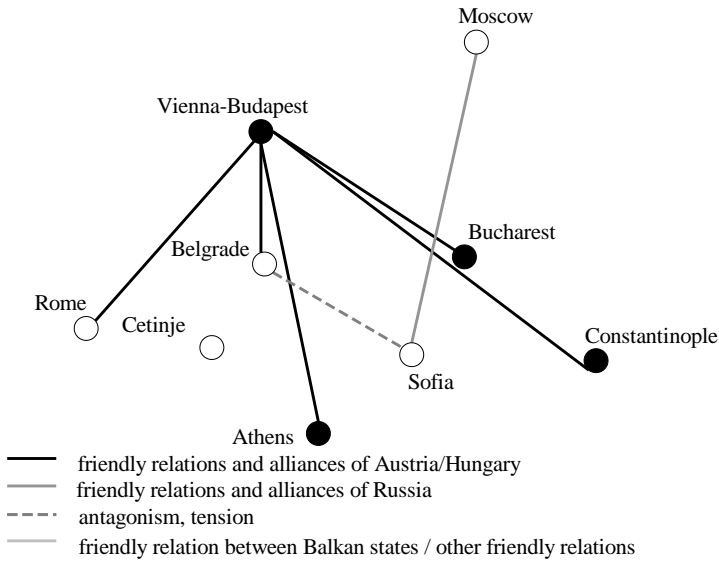 Moscow
Vienna-Budapest
Bucharest
Belgrade
Rome
Cetinje
Constantinople
Sofia
Athens
friendly relations and alliances of Austria/Hungary
friendly relations and alliances of Russia
antagonism, tension
friendly relation between Balkan states / other friendly relations